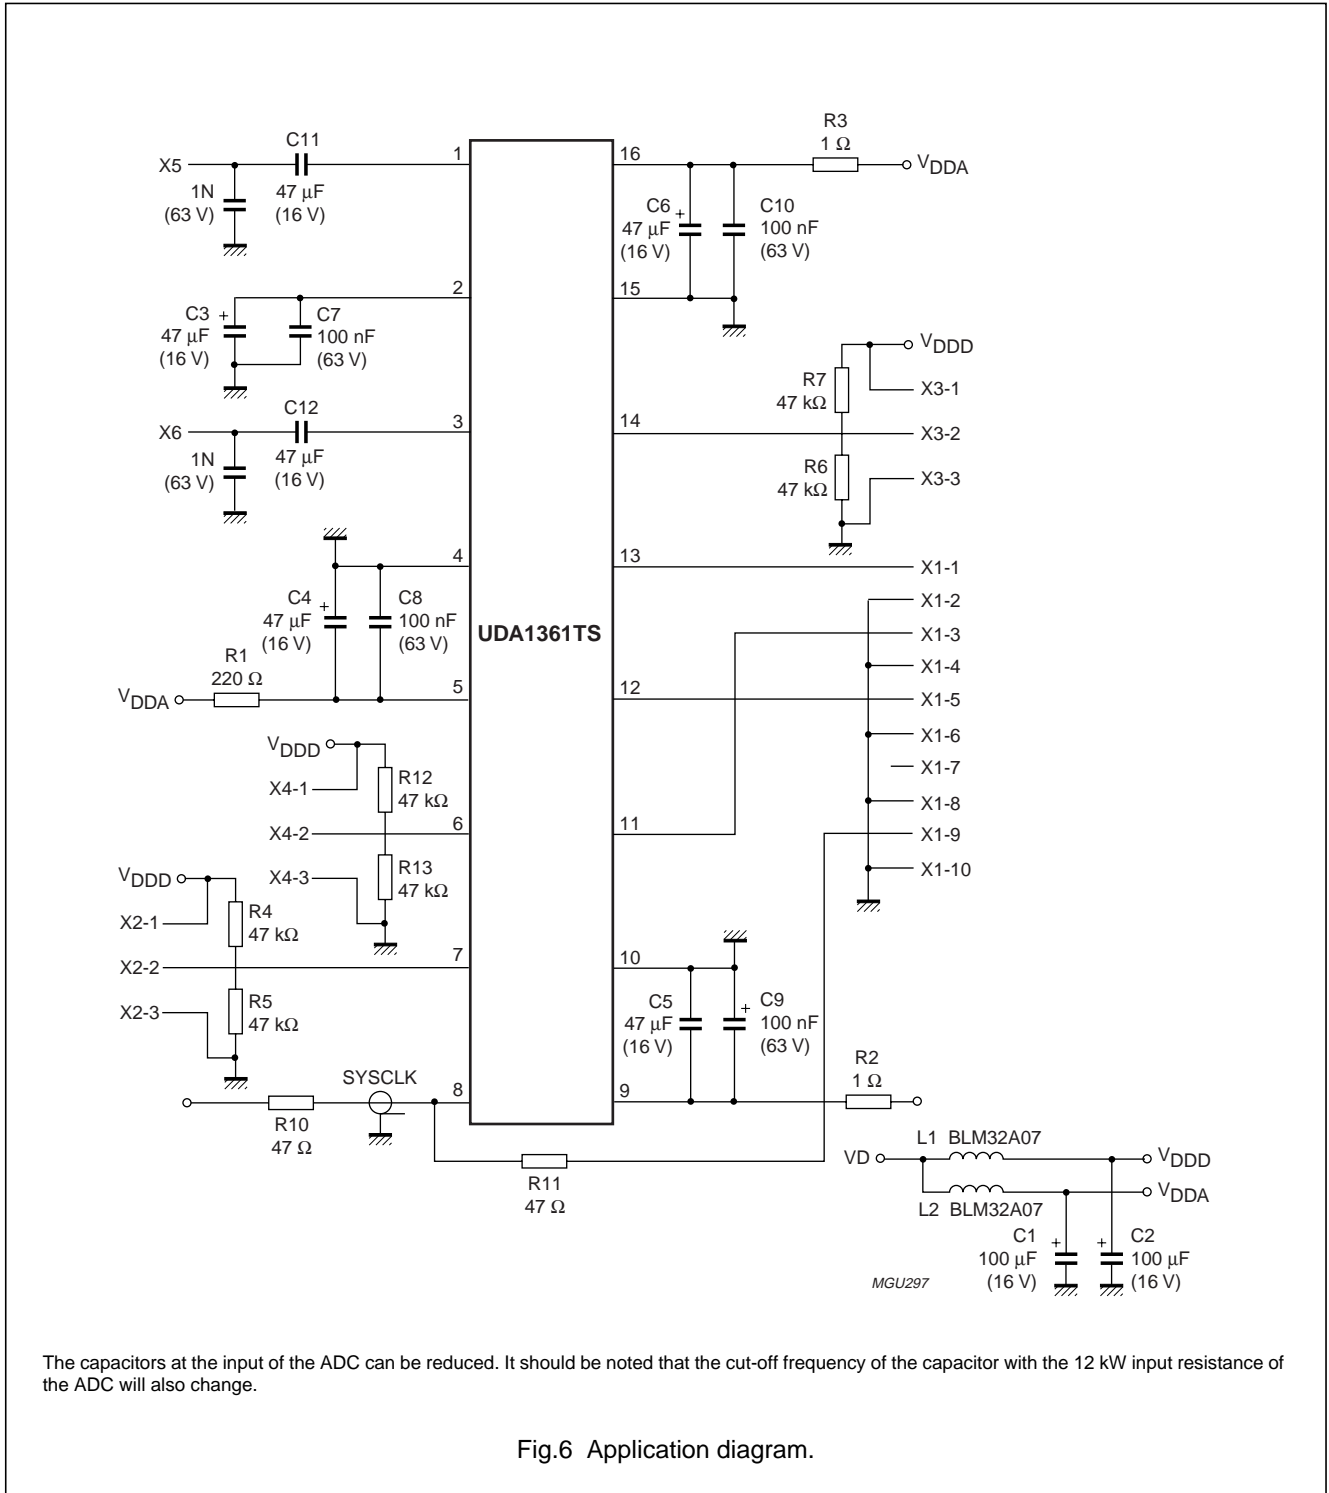 X5
C11
1N
(63 V)
47 μF
(16 V)
1
C3
+
47 μF
(16 V)
C7
100 nF
(63 V)
2
X6
C12
1N
(63 V)
47 μF
(16 V)
3
4
C4
+
47 μF
(16 V)
C8
100 nF
(63 V)
R1
220 Ω
VDDA
5
VDDD
X4-1
R12
47 kΩ
X4-2
6
X4-3
R13
47 kΩ
VDDD
X2-1
R4
47 kΩ
X2-2
7
X2-3
R5
47 kΩ
SYSCLK
8
R10
47 Ω
R11
47 Ω
UDA1361TS
16
R3
1 Ω
VDDA
C6
+
47 μF
(16 V)
C10
100 nF
(63 V)
15
VDDD
R7
47 kΩ
X3-1
14
X3-2
R6
47 kΩ
X3-3
13
X1-1
X1-2
X1-3
X1-4
12
X1-5
X1-6
X1-7
X1-8
11
X1-9
X1-10
10
C5
47 μF
(16 V)
+
C9
100 nF
(63 V)
9
R2
1 Ω
L1 BLM32A07
VD
VDDD
VDDA
L2 BLM32A07
C1
100 μF
(16 V)
+
+
C2
100 μF
(16 V)
MGU297
The capacitors at the input of the ADC can be reduced. It should be noted that the cut-off frequency of the capacitor with the 12 kW input resistance of
the ADC will also change.
Fig.6 Application diagram.